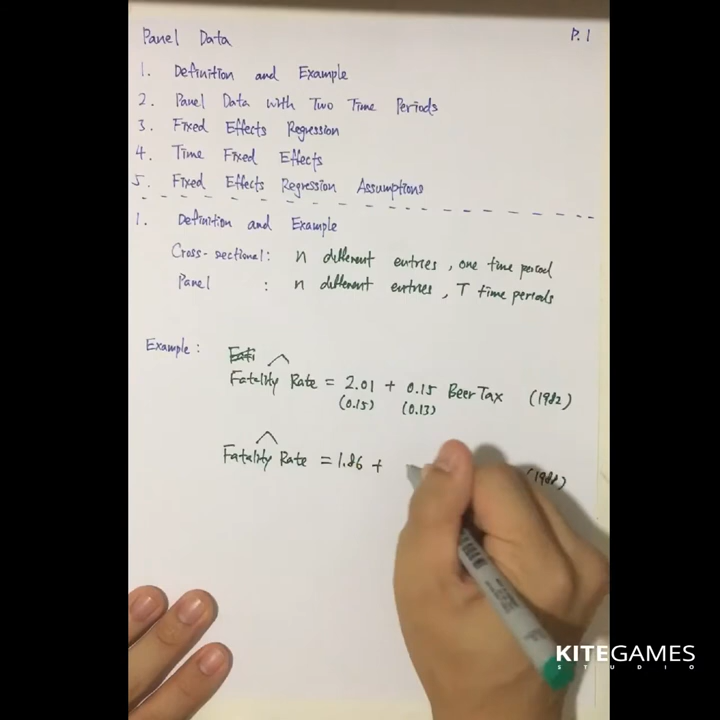 Panel Data P.1
1. Definition and Example
2. Panel Data with Two Time Periods
3. Fixed Effects Regression
4. Time Fixed Effects
5. Fixed Effects Regression Assumptions
1. Definition and Example
Cross-sectional: n different entries, one time period
Panel : n different entries, T time periods
Example:
Fatality Rate = 2.01 + 0.15 BeerTax (1982)
(0.15) (0.13)
Fatality Rate = 1.86 + (1988)
KITEGAMES
STUDIO